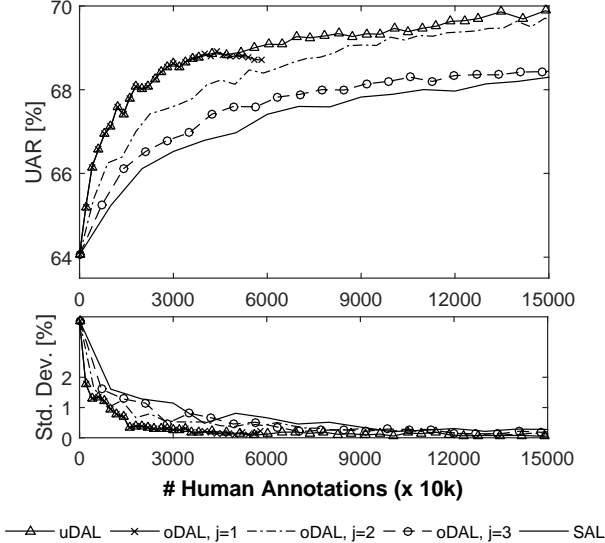 70
68
66
64
UAR [%]
0 3000 6000 9000 12000 15000
2
1
0
Std. Dev. [%]
0 3000 6000 9000 12000 15000
# Human Annotations (x 10k)
uDAL oDAL, j=1 oDAL, j=2 oDAL, j=3 SAL